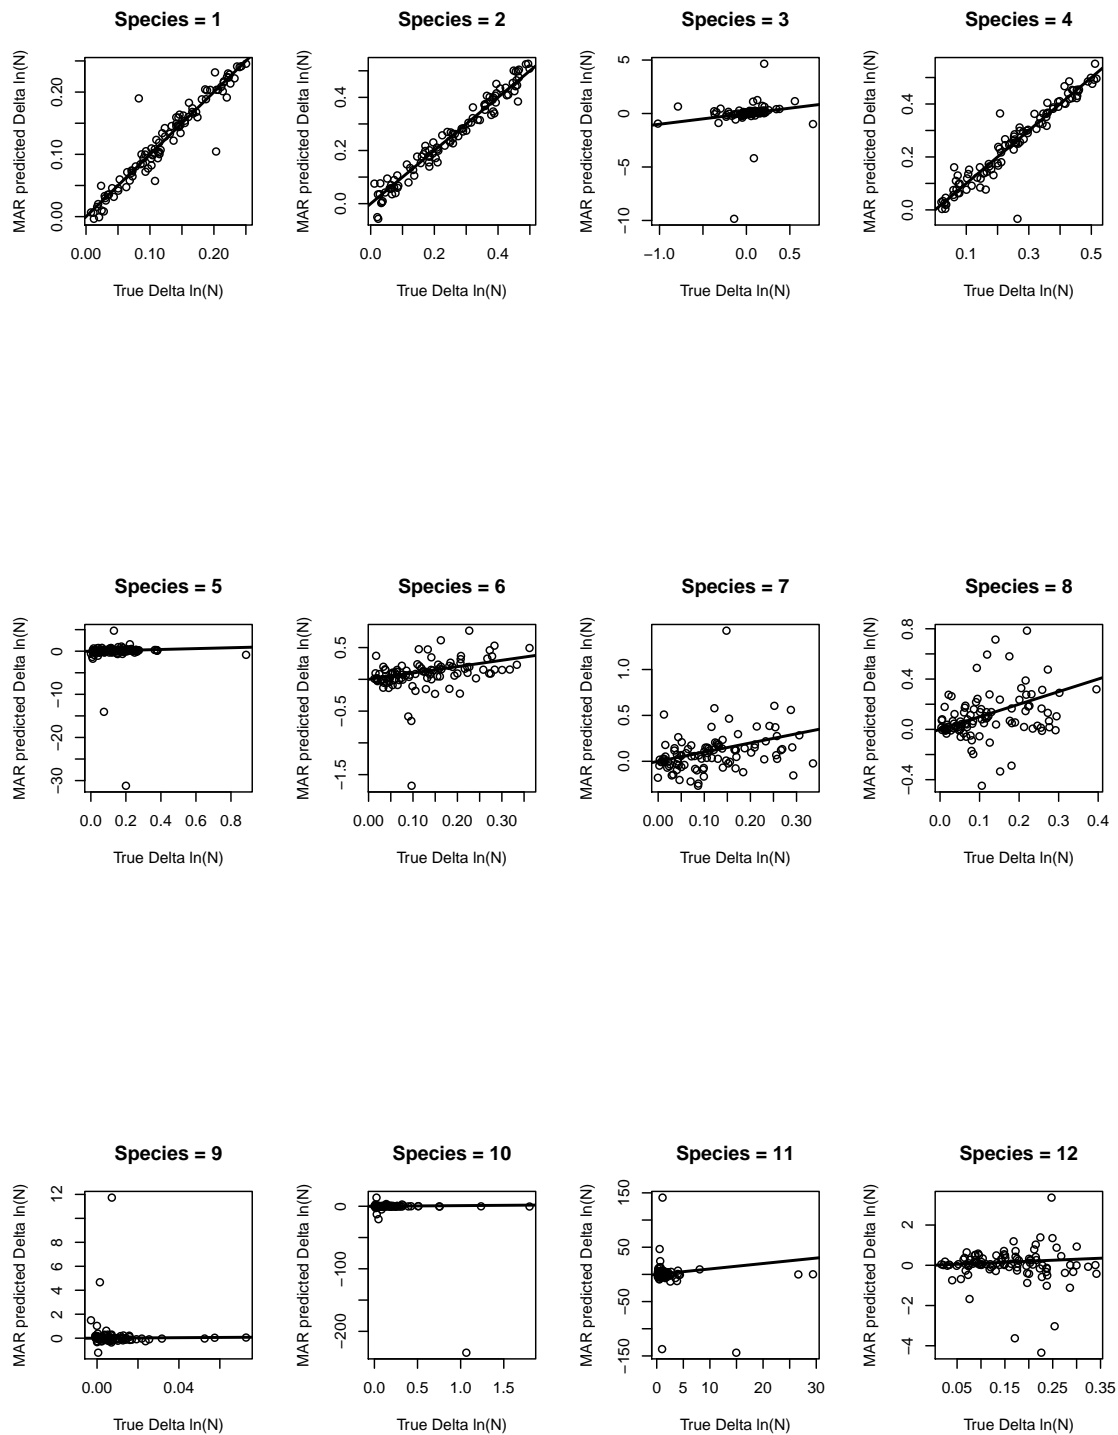 Species = 1 Species = 2 Species = 3 Species = 4
MAR predicted Delta ln(N) MAR predicted Delta ln(N) MAR predicted Delta ln(N) MAR predicted Delta ln(N)
0.20 0.10 0.00
0.4 0.2 0.0
5 0 −5 −10
0.4 0.2 0.0
0.00 0.10 0.20 0.0 0.2 0.4 −1.0 0.0 0.5 0.1 0.3 0.5
True Delta ln(N) True Delta ln(N) True Delta ln(N) True Delta ln(N)
Species = 5 Species = 6 Species = 7 Species = 8
MAR predicted Delta ln(N) MAR predicted Delta ln(N) MAR predicted Delta ln(N) MAR predicted Delta ln(N)
0 −10 −20 −30
0.5 −0.5 −1.5
1.0 0.5 0.0
0.8 0.4 0.0 −0.4
0.0 0.2 0.4 0.6 0.8 0.00 0.10 0.20 0.30 0.00 0.10 0.20 0.30 0.0 0.1 0.2 0.3 0.4
True Delta ln(N) True Delta ln(N) True Delta ln(N) True Delta ln(N)
Species = 9 Species = 10 Species = 11 Species = 12
MAR predicted Delta ln(N) MAR predicted Delta ln(N) MAR predicted Delta ln(N) MAR predicted Delta ln(N)
12 8 6 4 2 0
0 −100 −200
150 50 0 −50 −150
2 0 −2 −4
0.00 0.04 0.0 0.5 1.0 1.5 0 5 10 20 30 0.05 0.15 0.25 0.35
True Delta ln(N) True Delta ln(N) True Delta ln(N) True Delta ln(N)